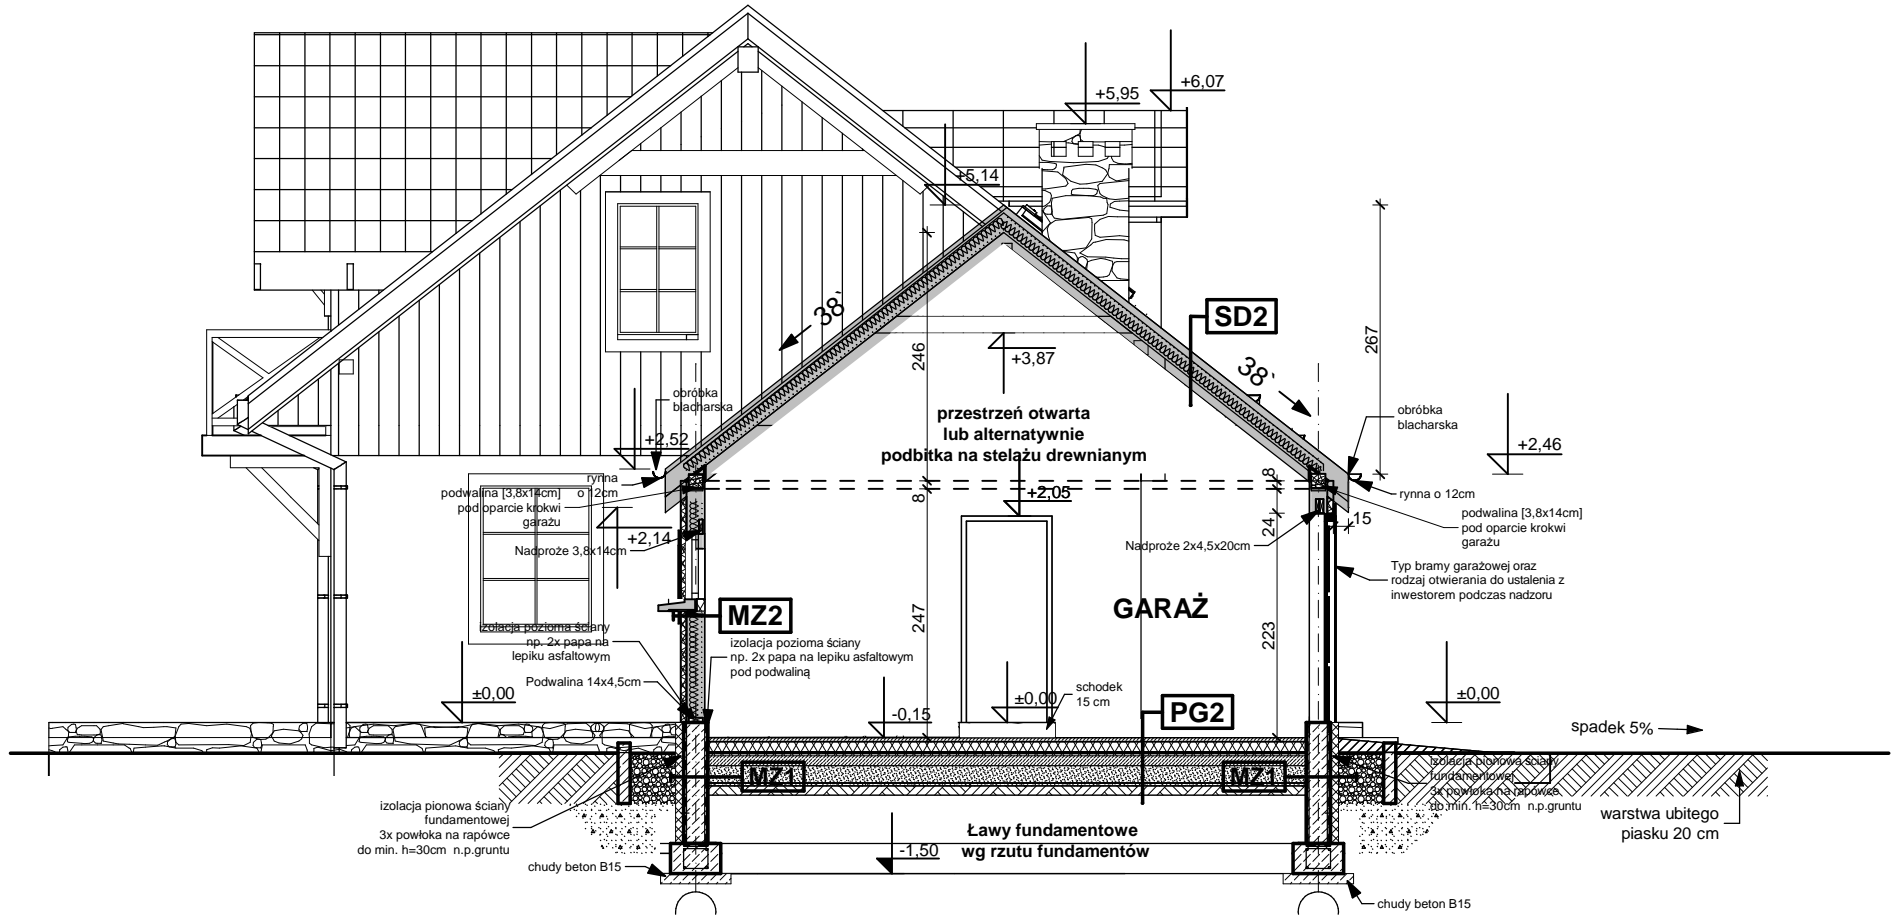 +6,07
+5,95
+5,14
SD2
38`
38`
246
267
+3,87
obróbka
blacharska
+2,52
przestrzeń otwarta
lub alternatywnie
podbitka na stelażu drewnianym
obróbka
blacharska
+2,46
rynna
o 12cm
podwalina [3,8x14cm]
pod oparcie krokwi
garażu
8
8
+2,05
rynna o 12cm
podwalina [3,8x14cm]
pod oparcie krokwi
garażu
15
24
+2,14
Nadproże 3,8x14cm
Nadproże 2x4,5x20cm
Typ bramy garażowej oraz
rodzaj otwierania do ustalenia z
inwestorem podczas nadzoru
MZ2
GARAŻ
247
223
izolacja pozioma ściany
np. 2x papa na
lepiku asfaltowym
izolacja pozioma ściany
np. 2x papa na lepiku asfaltowym
pod podwaliną
Podwalina 14x4,5cm
±0,00
±0,00
schodek
15 cm
±0,00
-0,15
PG2
spadek 5%
MZ1
MZ1
izolacja pionowa ściany
fundamentowej
3x powłoka na rapówce
do min. h=30cm n.p.gruntu
izolacja pionowa ściany
fundamentowej
3x powłoka na rapówce
do min. h=30cm n.p.gruntu
warstwa ubitego
piasku 20 cm
Ławy fundamentowe
wg rzutu fundamentów
-1,50
chudy beton B15
chudy beton B15